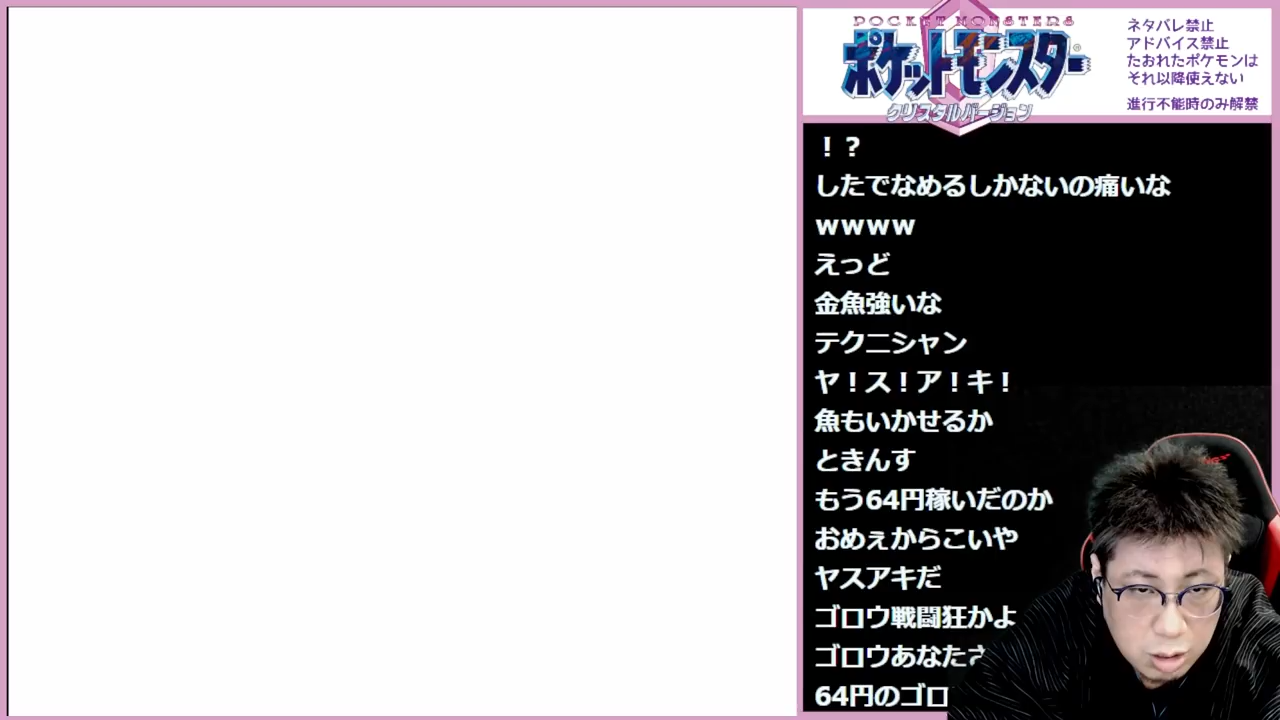 POCKET MONSTERS
ポケットモンスター
クリスタルバージョン
ネタバレ禁止
アドバイス禁止
たおれたポケモンは
それ以降使えない
進行不能時のみ解禁
！？
したでなめるしかないの痛いな
wwww
えっど
金魚強いな
テクニシャン
ヤ！ス！ア！キ！
魚もいかせるか
ときんす
もう64円稼いだのか
おめぇからこいや
ヤスアキだ
ゴロウ戦闘狂かよ
ゴロウあなたさ
64円のゴロ